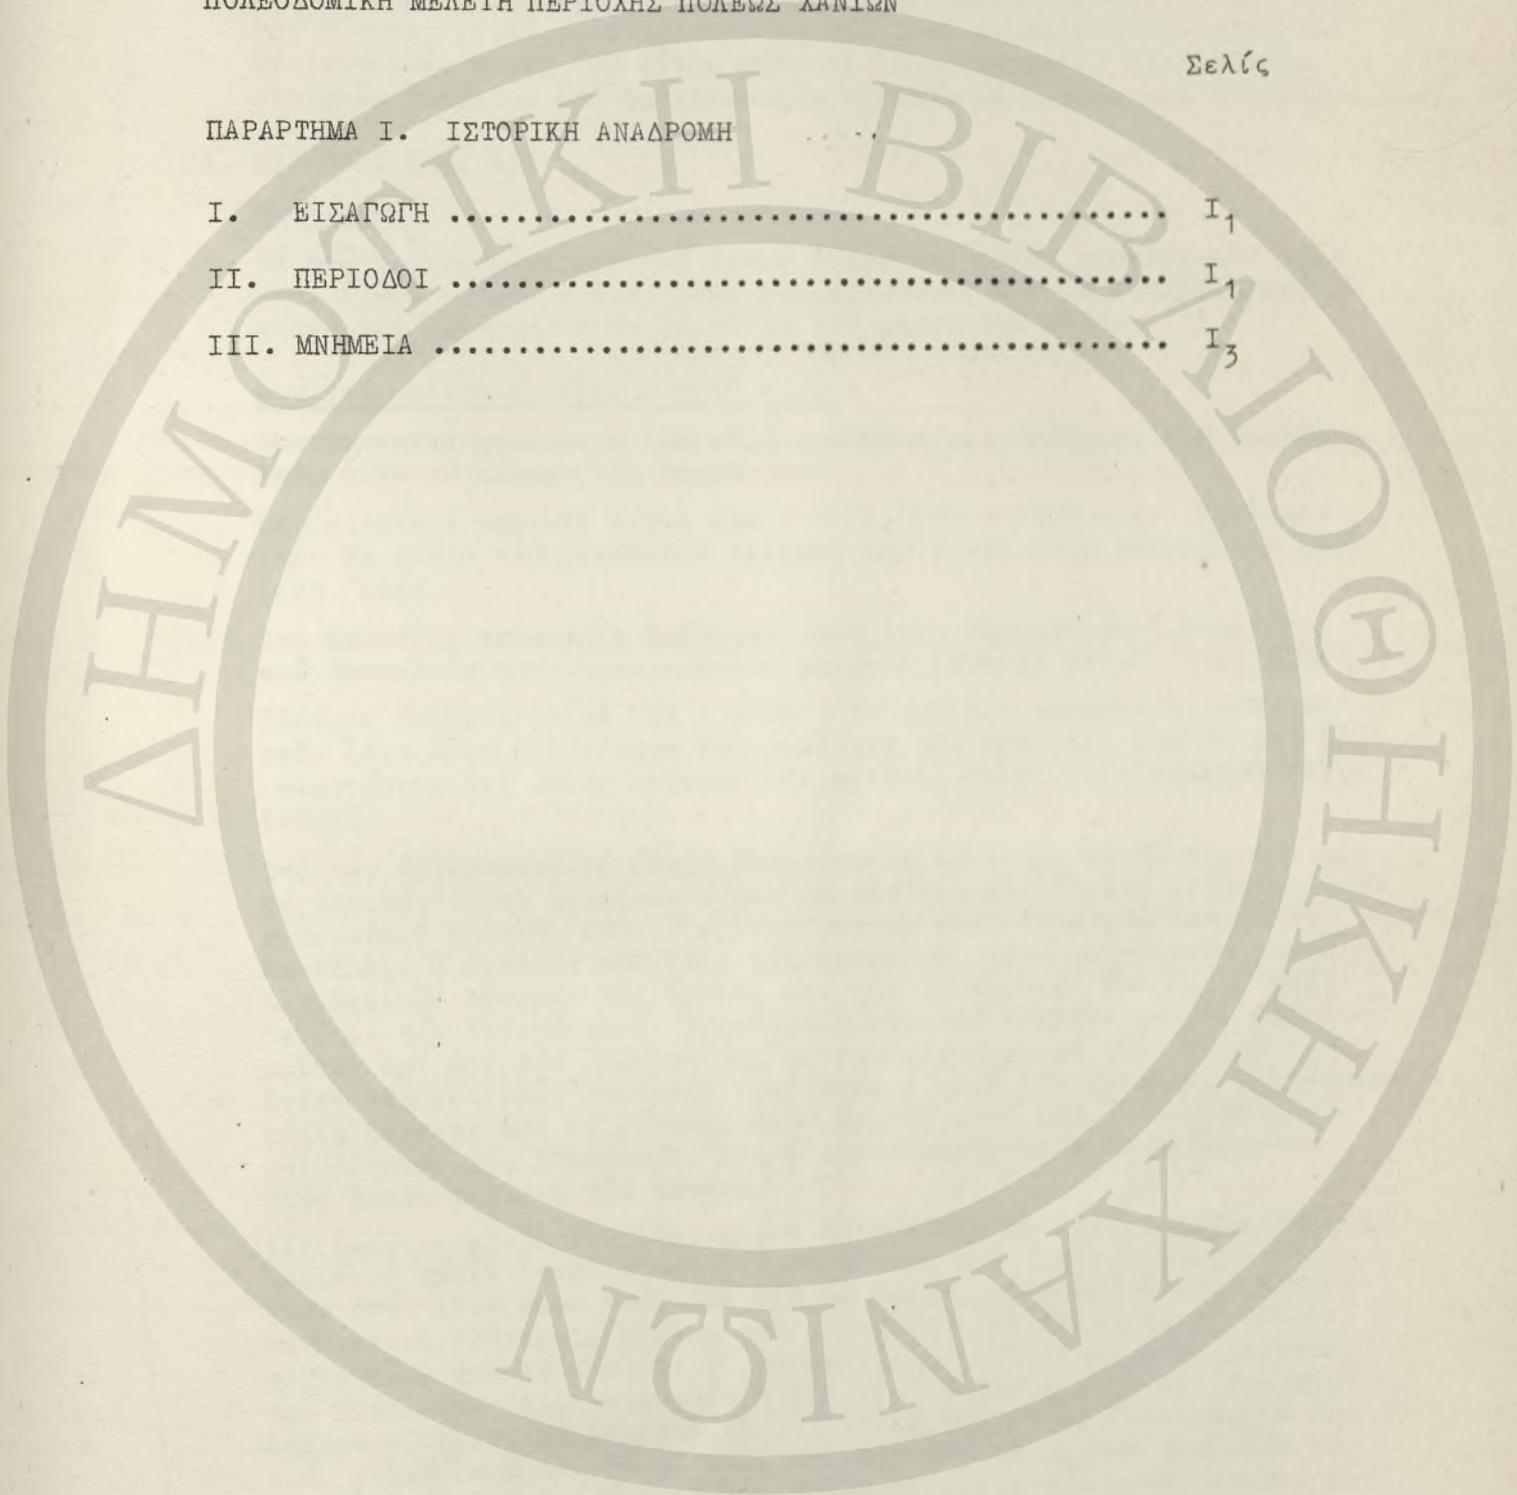 ΠΟΛΕΟΔΟΜΙΚΗ ΜΕΛΕΤΗ ΠΕΡΙΟΧΗΣ ΠΟΛΕΩΣ ΧΑΝΙΩΝ
Σελίς
ΠΑΡΑΡΤΗΜΑ Ι. ΙΣΤΟΡΙΚΗ ΑΝΑΔΡΟΜΗ
Ι. ΕΙΣΑΓΩΓΗ ............................................. Ι₁
ΙΙ. ΠΕΡΙΟΔΟΙ ............................................. Ι₁
ΙΙΙ. ΜΝΗΜΕΙΑ .............................................. Ι₃
ΔΗΜΟΤΙΚΗ ΒΙΒΛΙΟΘΗΚΗ ΧΑΝΙΩΝ